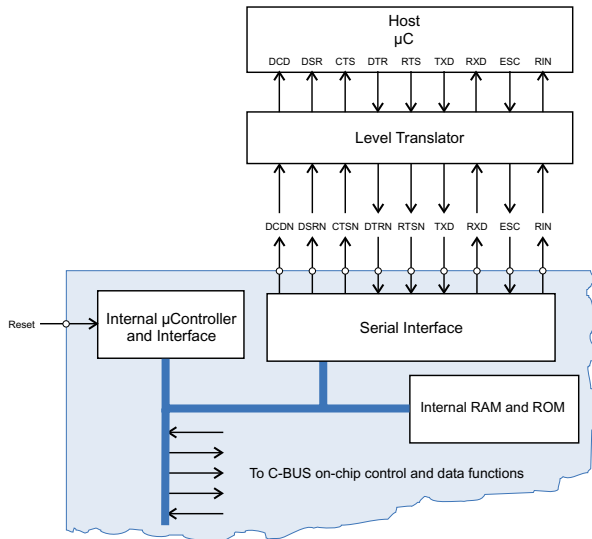 Host
µC
DCD DSR CTS DTR RTS TXD RXD ESC RIN
Level Translator
DCDN DSRN CTSN DTRN RTSN TXD RXD ESC RIN
Reset
Internal µController
and Interface
Serial Interface
Internal RAM and ROM
To C-BUS on-chip control and data functions